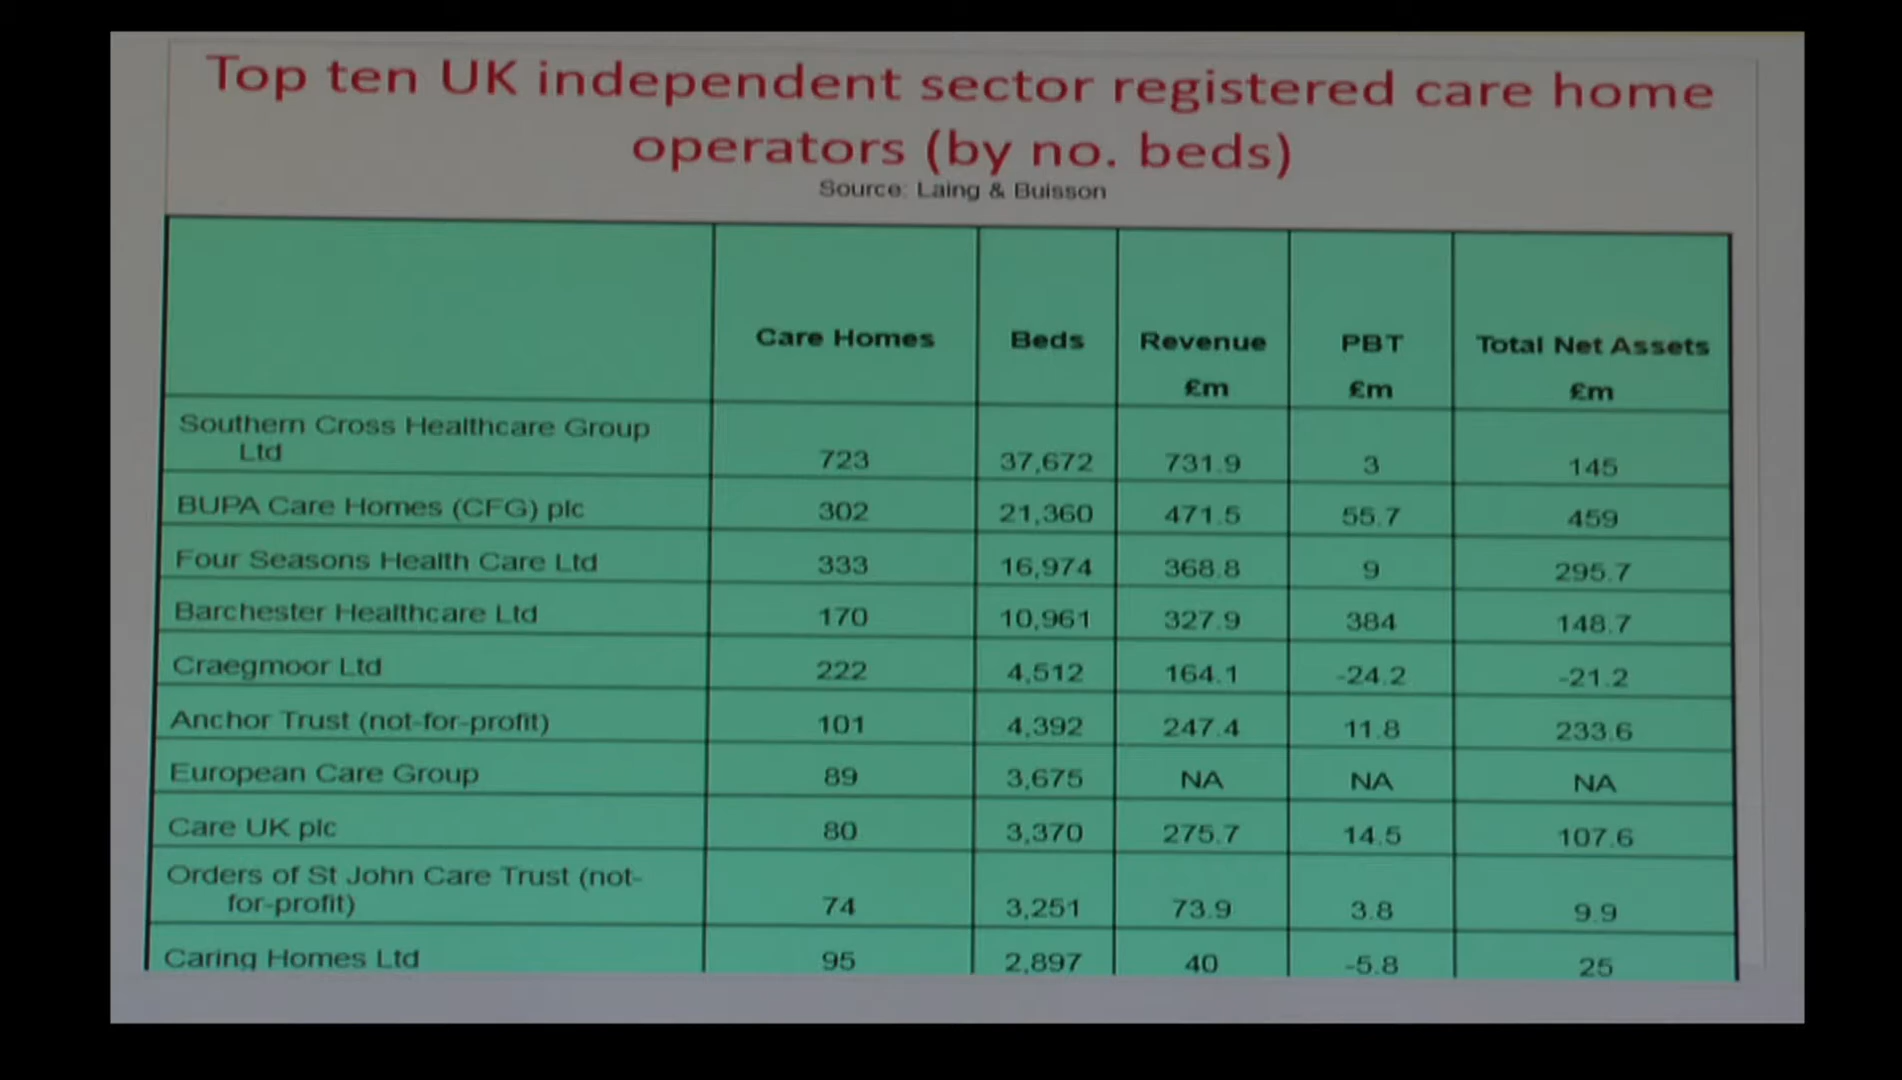 Top ten UK independent sector registered care home
operators (by no. beds)
Source: Laing & Buisson
Care Homes Beds Revenue PBT Total Net Assets
£m £m £m
Southern Cross Healthcare Group
Ltd 723 37,672 731.9 3 145
BUPA Care Homes (CFG) plc 302 21,360 471.5 55.7 459
Four Seasons Health Care Ltd 333 16,974 368.8 9 295.7
Barchester Healthcare Ltd 170 10,961 327.9 384 148.7
Craegmoor Ltd 222 4,512 164.1 -24.2 -21.2
Anchor Trust (not-for-profit) 101 4,392 247.4 11.8 233.6
European Care Group 89 3,675 NA NA NA
Care UK plc 80 3,370 275.7 14.5 107.6
Orders of St John Care Trust (not-
for-profit) 74 3,251 73.9 3.8 9.9
Caring Homes Ltd 95 2,897 40 -5.8 25